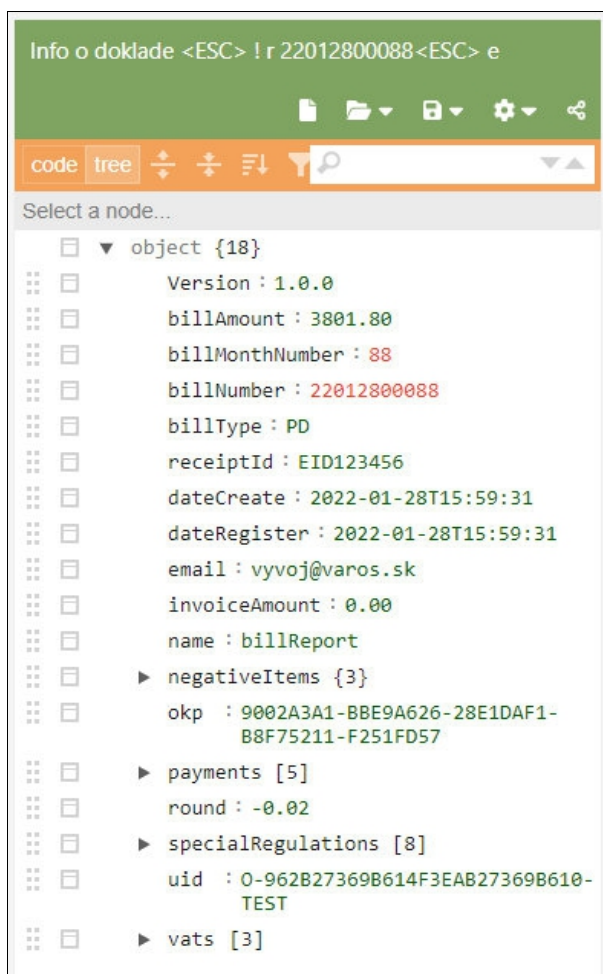 Info o doklade <ESC> ! r 22012800088<ESC> e
code tree
Select a node...
object {18}
Version : 1.0.0
billAmount : 3801.80
billMonthNumber : 88
billNumber : 22012800088
billType : PD
receiptId : EID123456
dateCreate : 2022-01-28T15:59:31
dateRegister : 2022-01-28T15:59:31
email : vyvoj@varos.sk
invoiceAmount : 0.00
name : billReport
negativeItems {3}
okp : 9002A3A1-BBE9A626-28E1DAF1-
B8F75211-F251FD57
payments [5]
round : -0.02
specialRegulations [8]
uid : O-962B27369B614F3EAB27369B610-
TEST
vats [3]